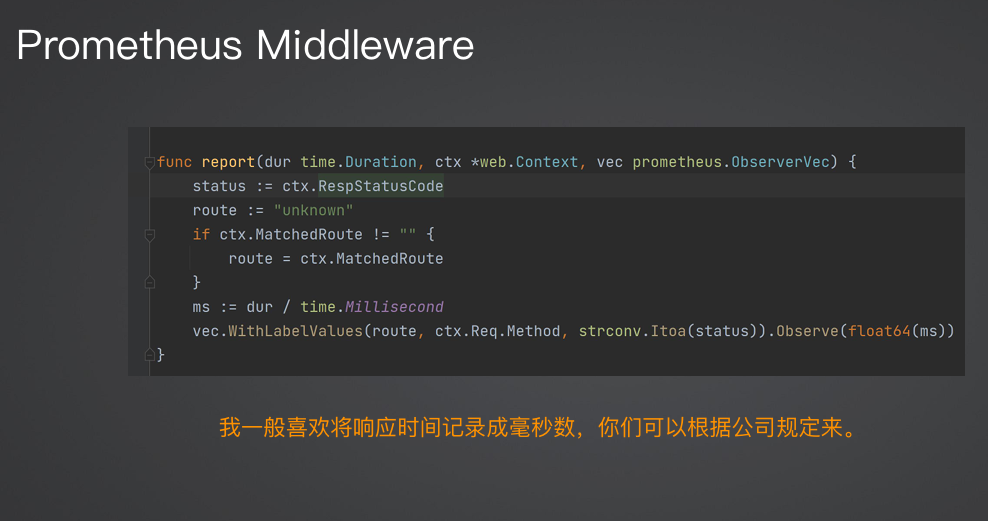 Prometheus Middleware
func report(dur time.Duration, ctx *web.Context, vec prometheus.ObserverVec) {
    status := ctx.RespStatusCode
    route := "unknown"
    if ctx.MatchedRoute != "" {
        route = ctx.MatchedRoute
    }
    ms := dur / time.Millisecond
    vec.WithLabelValues(route, ctx.Req.Method, strconv.Itoa(status)).Observe(float64(ms))
}
我一般喜欢将响应时间记录成毫秒数，你们可以根据公司规定来。